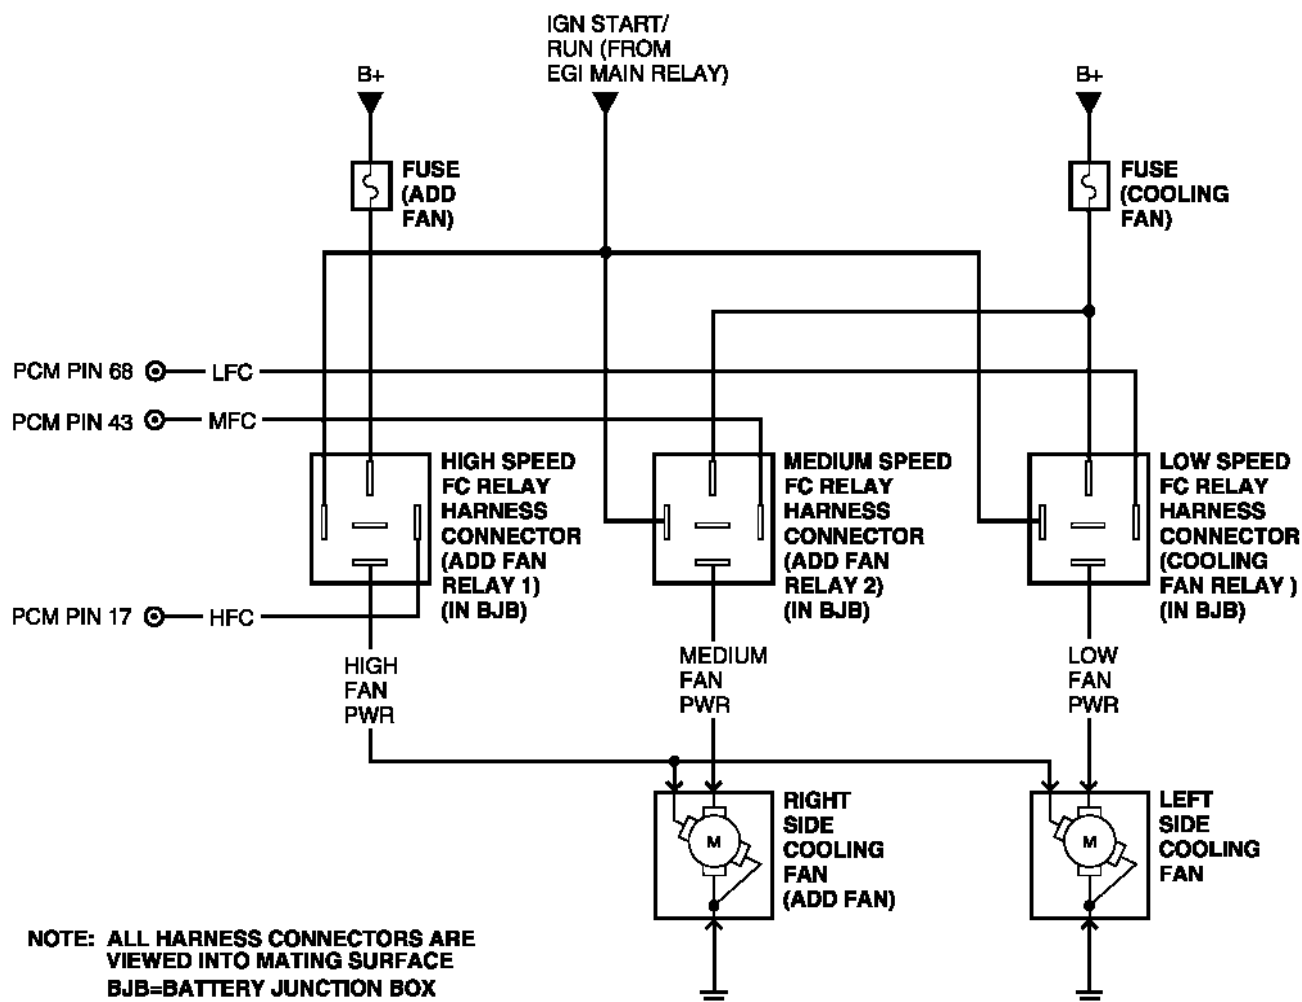 IGN START/
RUN (FROM
EGI MAIN RELAY)
B+
B+
FUSE
(ADD
FAN)
FUSE
(COOLING
FAN)
PCM PIN 68
LFC
PCM PIN 43
MFC
HIGH SPEED
FC RELAY
HARNESS
CONNECTOR
(ADD FAN
RELAY 1)
(IN BJB)
MEDIUM SPEED
FC RELAY
HARNESS
CONNECTOR
(ADD FAN
RELAY 2)
(IN BJB)
LOW SPEED
FC RELAY
HARNESS
CONNECTOR
(COOLING
FAN RELAY )
(IN BJB)
PCM PIN 17
HFC
HIGH
FAN
PWR
MEDIUM
FAN
PWR
LOW
FAN
PWR
M
RIGHT
SIDE
COOLING
FAN
(ADD FAN)
M
LEFT
SIDE
COOLING
FAN
NOTE: ALL HARNESS CONNECTORS ARE
VIEWED INTO MATING SURFACE
BJB=BATTERY JUNCTION BOX